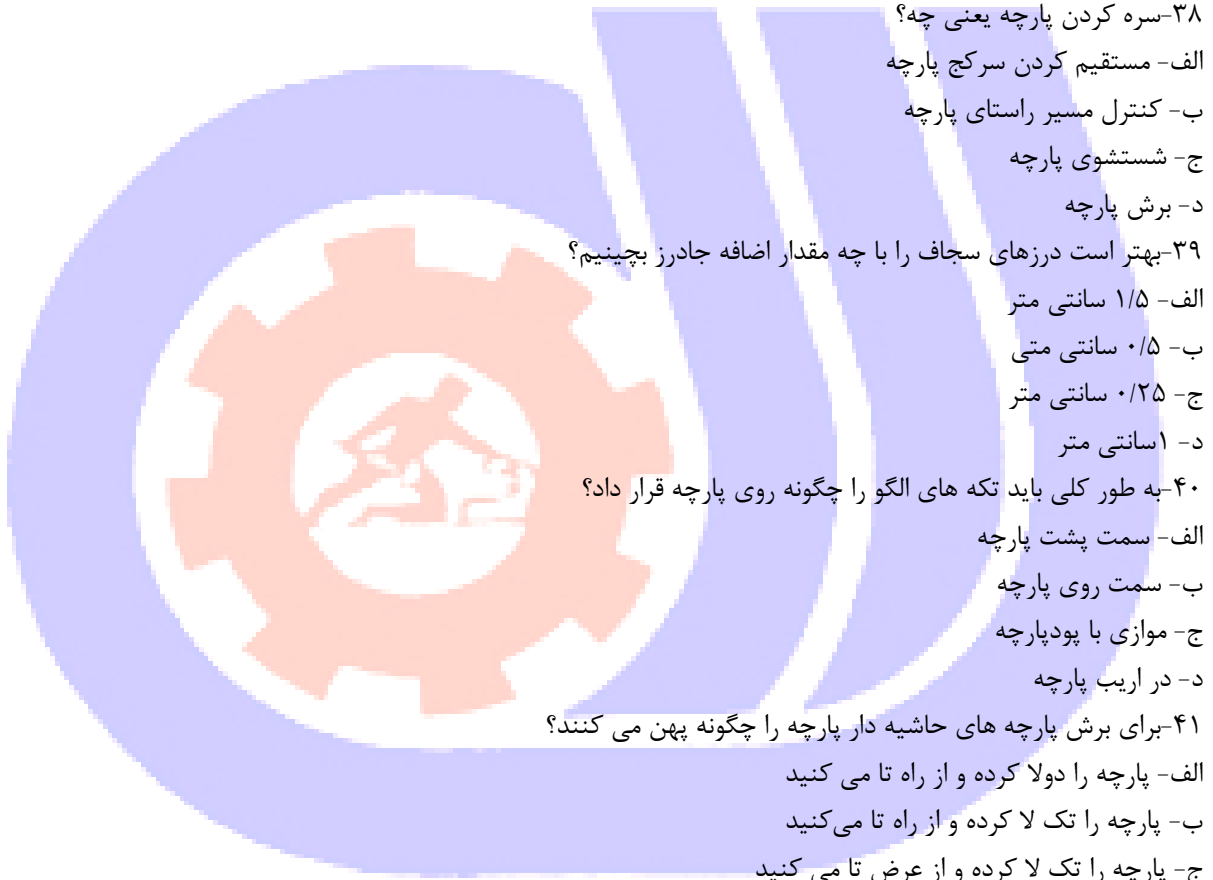 ۳۸-سره کردن پارچه یعنی چه؟
الف- مستقیم کردن سرکج پارچه
ب- کنترل مسیر راستای پارچه
ج- شستشوی پارچه
د- برش پارچه
۳۹-بهتر است درزهای سجاف را با چه مقدار اضافه جادرز بچینیم؟
الف- ۱/۵ سانتی متر
ب- ۰/۵ سانتی متی
ج- ۰/۲۵ سانتی متر
د- ۱سانتی متر
۴۰-به طور کلی باید تکه های الگو را چگونه روی پارچه قرار داد؟
الف- سمت پشت پارچه
ب- سمت روی پارچه
ج- موازی با پودپارچه
د- در اریب پارچه
۴۱-برای برش پارچه های حاشیه دار پارچه را چگونه پهن می کنند؟
الف- پارچه را دولا کرده و از راه تا می کنید
ب- پارچه را تک لا کرده و از راه تا می‌کنید
ج- پارچه را تک لا کرده و از عرض تا می کنید